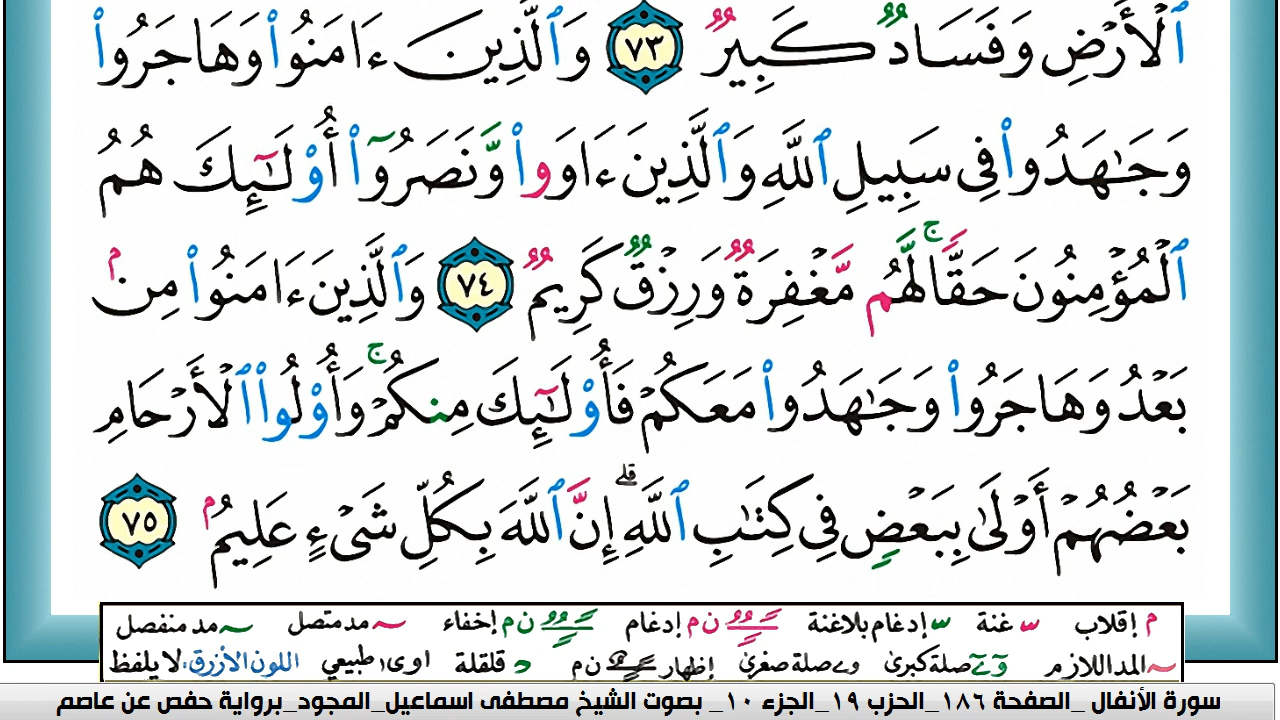 ٱلۡأَرۡضِ وَفَسَادٞ كَبِيرٞ ٧٣ وَٱلَّذِينَ ءَامَنُواْ وَهَاجَرُواْ
وَجَٰهَدُواْ فِي سَبِيلِ ٱللَّهِ وَٱلَّذِينَ ءَاوَواْ وَّنَصَرُوٓاْ أُوْلَٰٓئِكَ هُمُ
ٱلۡمُؤۡمِنُونَ حَقّٗاۚ لَّهُم مَّغۡفِرَةٞ وَرِزۡقٞ كَرِيمٞ ٧٤ وَٱلَّذِينَ ءَامَنُواْ مِنۢ
بَعۡدُ وَهَاجَرُواْ وَجَٰهَدُواْ مَعَكُمۡ فَأُوْلَٰٓئِكَ مِنكُمۡۚ وَأُوْلُواْ ٱلۡأَرۡحَامِ
بَعۡضُهُمۡ أَوۡلَىٰ بِبَعۡضٖ فِي كِتَٰبِ ٱللَّهِۗ إِنَّ ٱللَّهَ بِكُلِّ شَيۡءٍ عَلِيمُۢ ٧٥
م إقلاب غنة إدغام بلاغنة ن م إدغام ن م إخفاء مد متصل مد منفصل
المد اللازم صلة كبرى وے صلة صغرى إظهار ن م د قلقلة اوى طبيعي اللون الأزرق، لا يلفظ
سورة الأنفال _الصفحة ١٨٦_الحزب ١٩_الجزء ١٠_ بصوت الشيخ مصطفى اسماعيل_المجود_برواية حفص عن عاصم